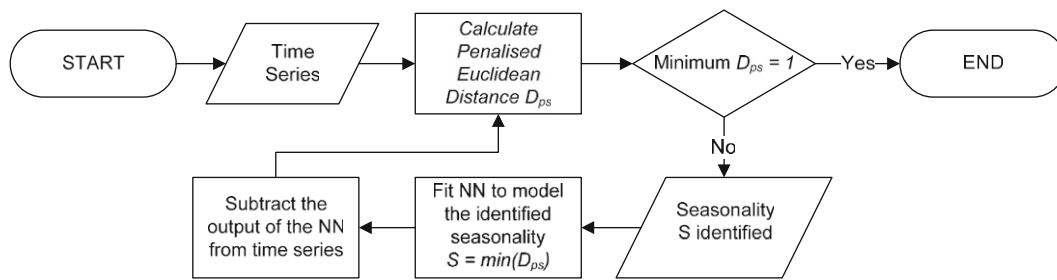 START
Time
Series
Calculate
Penalised
Euclidean
Distance Dps
Minimum Dps = 1
Yes
END
No
Seasonality
S identified
Fit NN to model
the identified
seasonality
S = min(Dps)
Subtract the
output of the NN
from time series